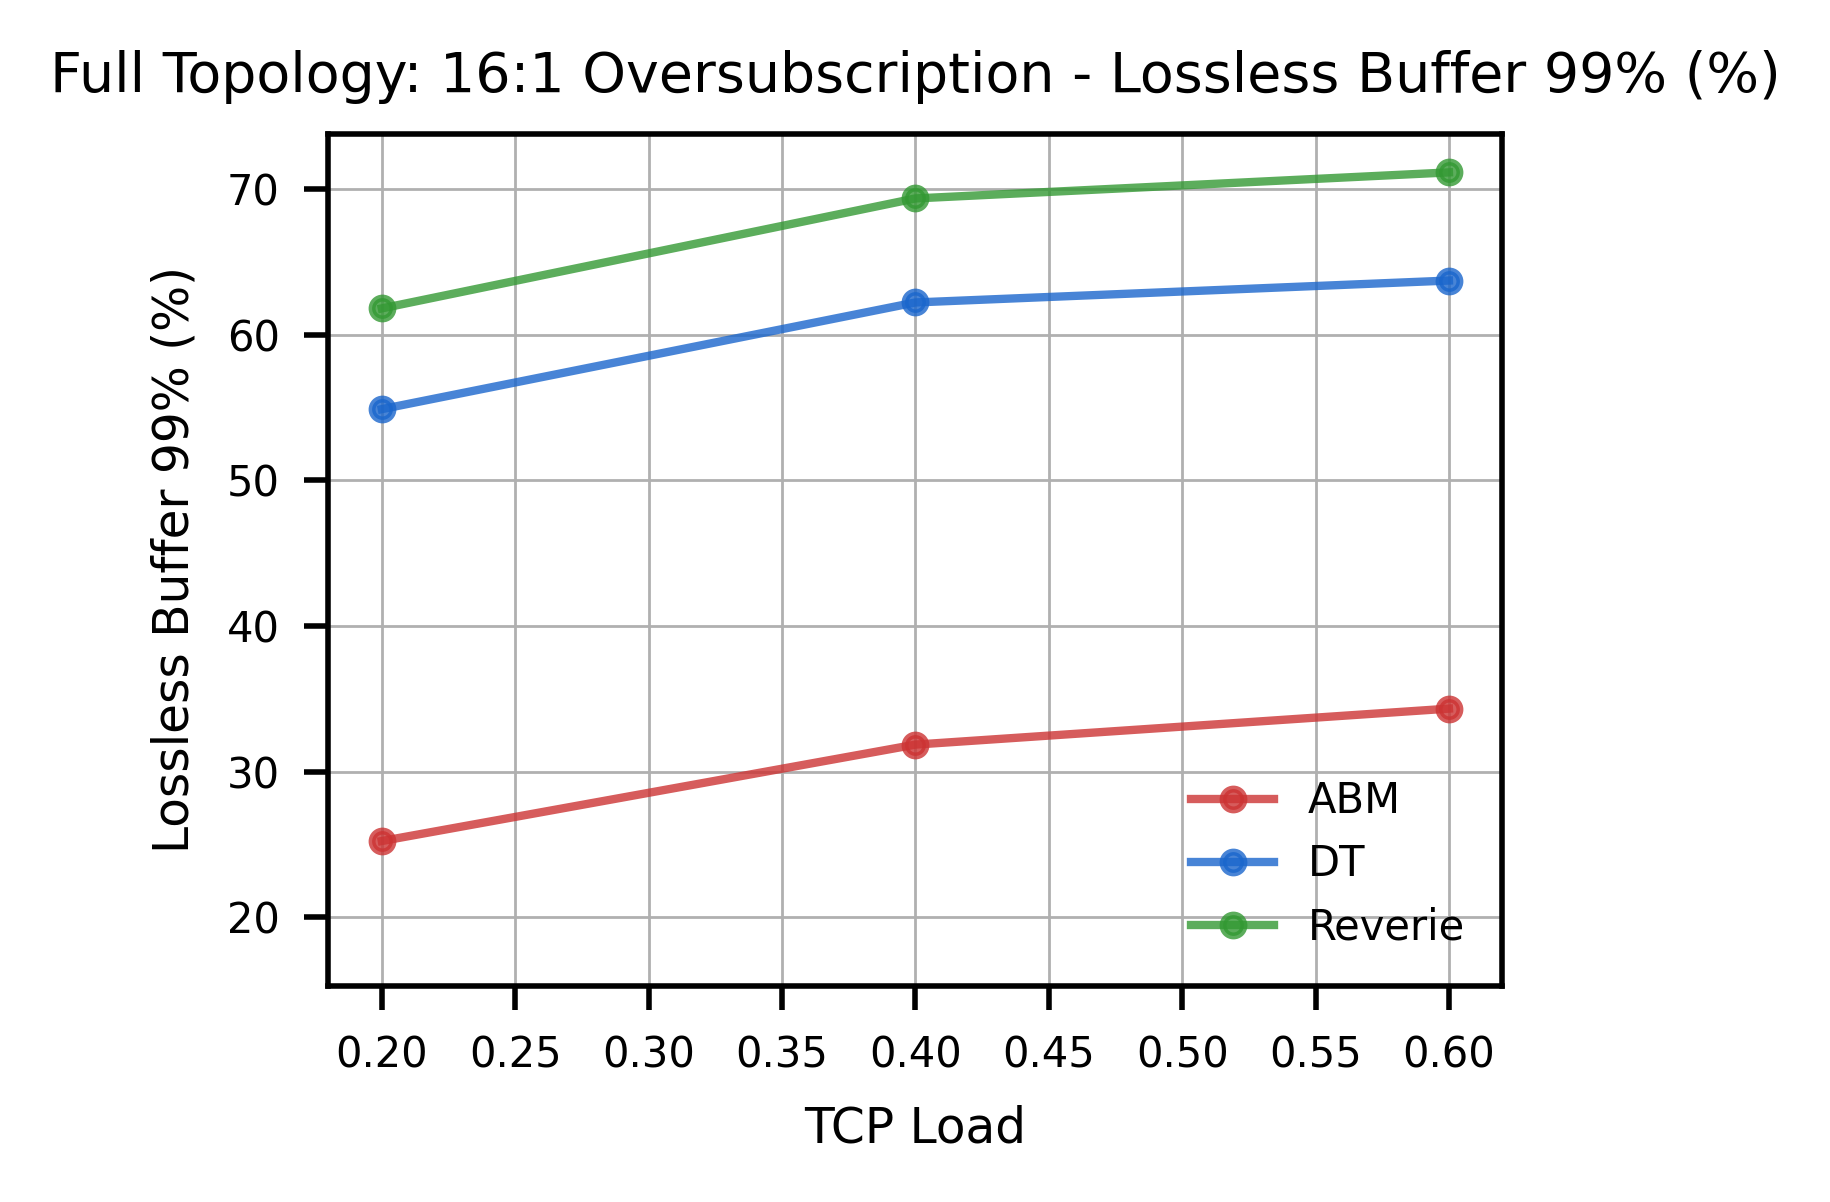 Full Topology: 16:1 Oversubscription - Lossless Buffer 99% (%)
Lossless Buffer 99% (%)
70
60
50
40
30
20
ABM
DT
Reverie
0.20 0.25 0.30 0.35 0.40 0.45 0.50 0.55 0.60
TCP Load